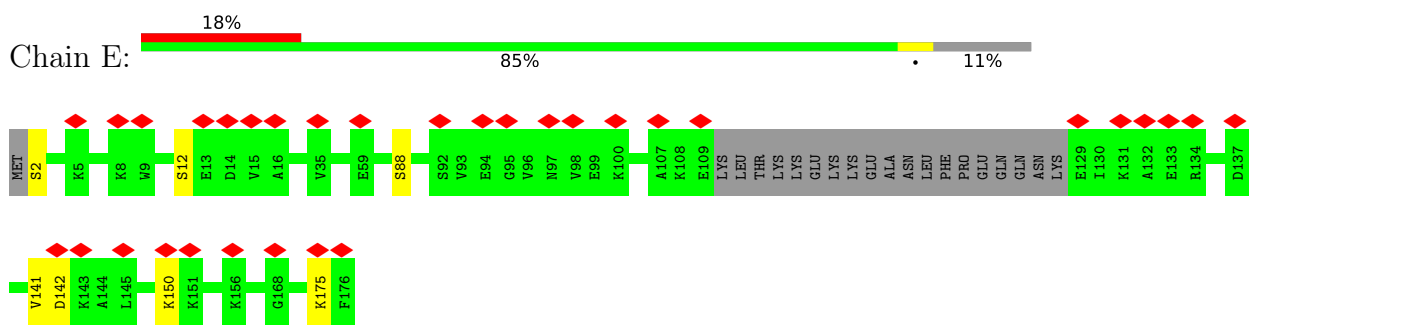 18%
Chain E:
85% • 11%
MET S2 K5 K8 W9 S12 E13 D14 V15 A16 V35 E59 S88 S92 V93 E94 G95 V96 N97 V98 E99 K100 A107 K108 E109 LYS LEU THR LYS LYS LYS GLU LYS LYS GLU ALA ASN LEU PHE PRO GLU GLN GLN ASN LYS E129 I130 K131 A132 E133 R134 D137
V141 D142 K143 A144 L145 K150 K151 K156 G168 K175 F176